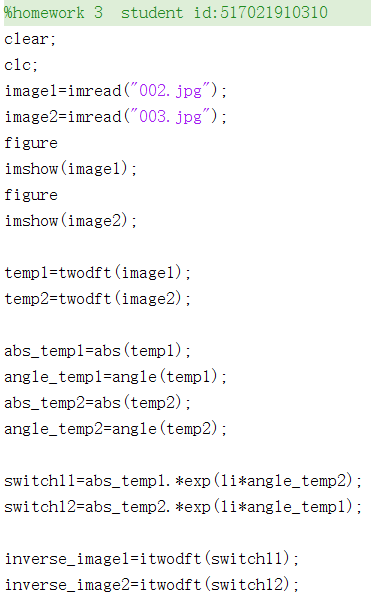 %homework 3  student id:517021910310
clear;
clc;
image1=imread("002.jpg");
image2=imread("003.jpg");
figure
imshow(image1);
figure
imshow(image2);
temp1=twodft(image1);
temp2=twodft(image2);
abs_temp1=abs(temp1);
angle_temp1=angle(temp1);
abs_temp2=abs(temp2);
angle_temp2=angle(temp2);
switch11=abs_temp1.*exp(1i*angle_temp2);
switch12=abs_temp2.*exp(1i*angle_temp1);
inverse_image1=itwodft(switch11);
inverse_image2=itwodft(switch12);